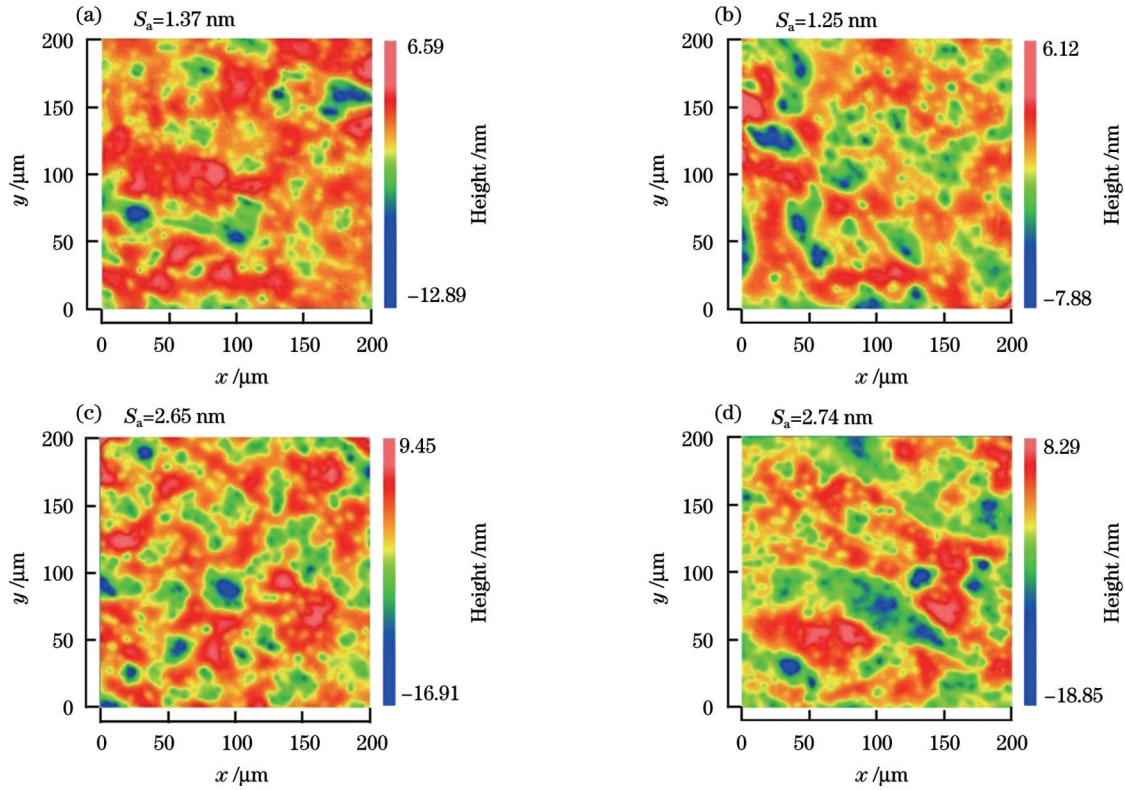 (a) Sa=1.37 nm
6.59
200
150
100
50
0
y /μm
Height /nm
−12.89
0 50 100 150 200
x /μm
(b) Sa=1.25 nm
6.12
200
150
100
50
0
y /μm
Height /nm
−7.88
0 50 100 150 200
x /μm
(c) Sa=2.65 nm
9.45
200
150
100
50
0
y /μm
Height /nm
−16.91
0 50 100 150 200
x /μm
(d) Sa=2.74 nm
8.29
200
150
100
50
0
y /μm
Height /nm
−18.85
0 50 100 150 200
x /μm